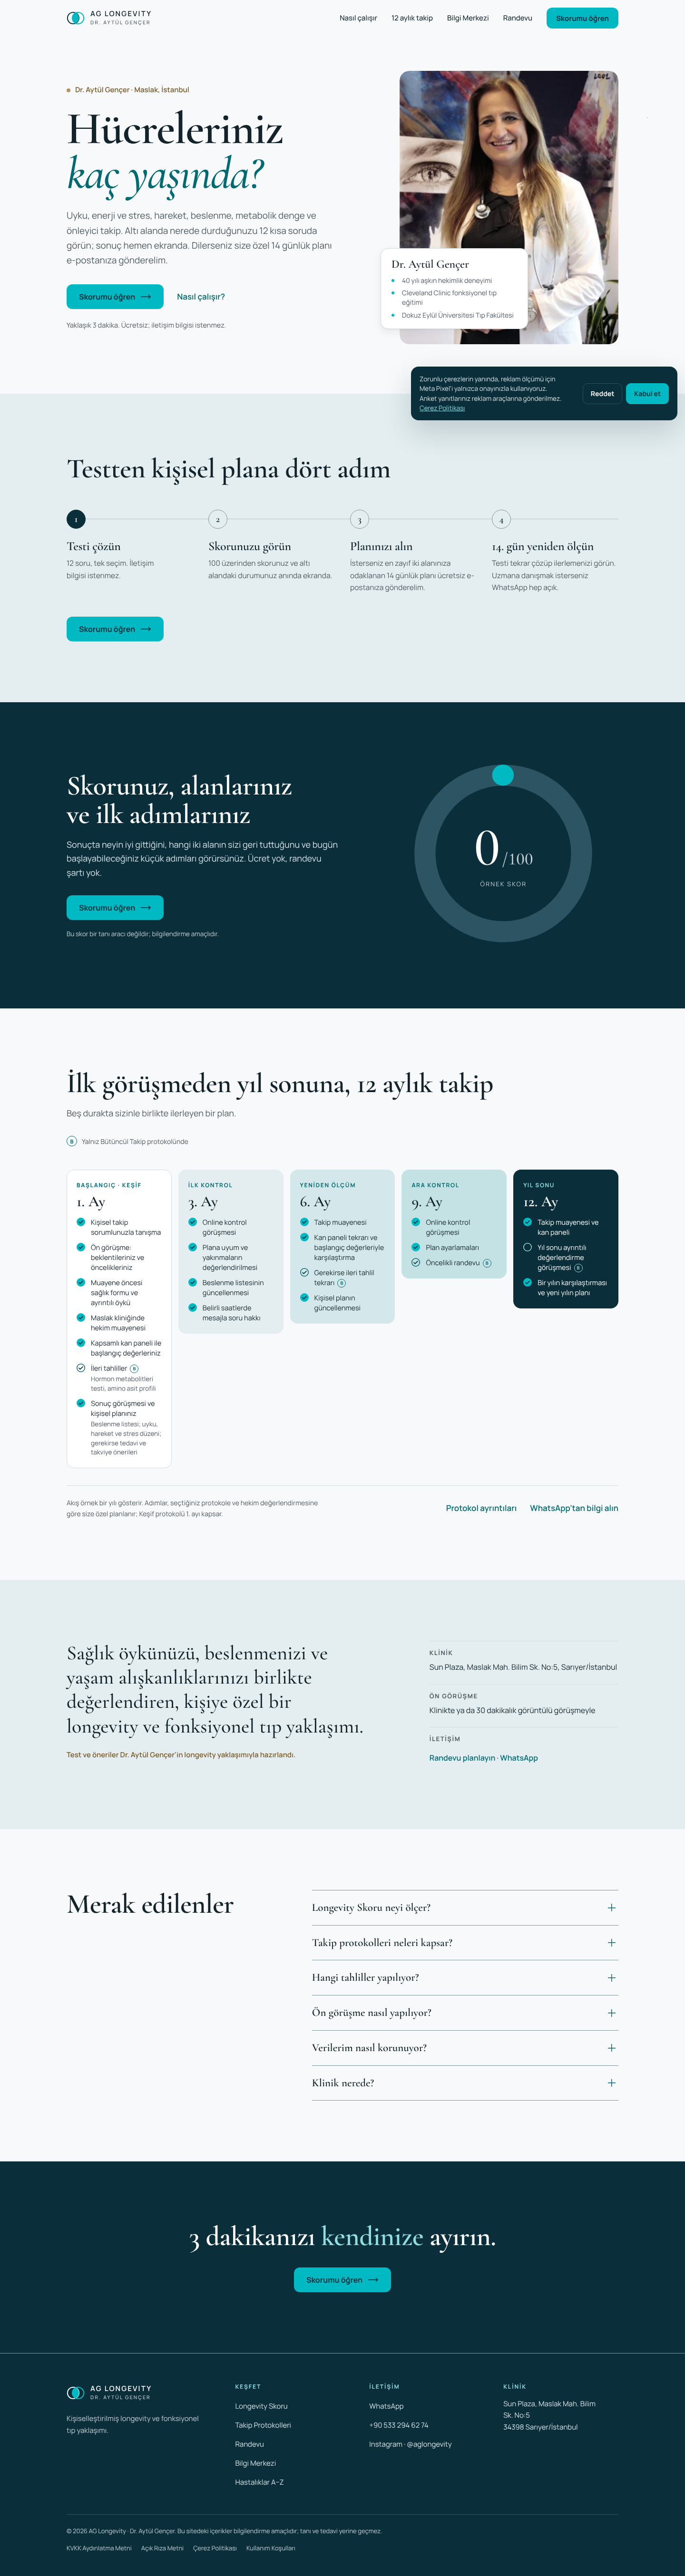 AG LONGEVITY
DR. AYTÜL GENÇER
Nasıl çalışır
12 aylık takip
Bilgi Merkezi
Randevu
Skorumu öğren
Dr. Aytül Gençer · Maslak, İstanbul
Hücreleriniz
kaç yaşında?
Uyku, enerji ve stres, hareket, beslenme, metabolik denge ve
önleyici takip. Altı alanda nerede durduğunuzu 12 kısa soruda
görün; sonuç hemen ekranda. Dilerseniz size özel 14 günlük planı
e-postanıza gönderelim.
Skorumu öğren
Nasıl çalışır?
Yaklaşık 3 dakika. Ücretsiz; iletişim bilgisi istenmez.
Dr. Aytül Gençer
40 yılı aşkın hekimlik deneyimi
Cleveland Clinic fonksiyonel tıp
eğitimi
Dokuz Eylül Üniversitesi Tıp Fakültesi
Zorunlu çerezlerin yanında, reklam ölçümü için
Meta Pixel'i yalnızca onayınızla kullanıyoruz.
Anket yanıtlarınız reklam araçlarına gönderilmez.
Çerez Politikası
Reddet
Kabul et
Testten kişisel plana dört adım
1
2
3
4
Testi çözün
12 soru, tek seçim. İletişim
bilgisi istenmez.
Skorunuzu görün
100 üzerinden skorunuz ve altı
alandaki durumunuz anında ekranda.
Planınızı alın
İsterseniz en zayıf iki alanınıza
odaklanan 14 günlük planı ücretsiz e-
postanıza gönderelim.
14. gün yeniden ölçün
Testi tekrar çözüp ilerlemenizi görün.
Uzmana danışmak isterseniz
WhatsApp hep açık.
Skorumu öğren
Skorunuz, alanlarınız
ve ilk adımlarınız
Sonuçta neyin iyi gittiğini, hangi iki alanın sizi geri tuttuğunu ve bugün
başlayabileceğiniz küçük adımları görürsünüz. Ücret yok, randevu
şartı yok.
Skorumu öğren
Bu skor bir tanı aracı değildir; bilgilendirme amaçlıdır.
0/100
ÖRNEK SKOR
İlk görüşmeden yıl sonuna, 12 aylık takip
Beş durakta sizinle birlikte ilerleyen bir plan.
B Yalnız Bütüncül Takip protokolünde
BAŞLANGIÇ · KEŞİF
1. Ay
Kişisel takip
sorumlunuzla tanışma
Ön görüşme:
beklentileriniz ve
öncelikleriniz
Muayene öncesi
sağlık formu ve
ayrıntılı öykü
Maslak kliniğinde
hekim muayenesi
Kapsamlı kan paneli ile
başlangıç değerleriniz
İleri tahliller B
Hormon metabolitleri
testi, amino asit profili
Sonuç görüşmesi ve
kişisel planınız
Beslenme listesi; uyku,
hareket ve stres düzeni;
gerekirse tedavi ve
takviye önerileri
İLK KONTROL
3. Ay
Online kontrol
görüşmesi
Plana uyum ve
yakınmaların
değerlendirilmesi
Beslenme listesinin
güncellenmesi
Belirli saatlerde
mesajla soru hakkı
YENİDEN ÖLÇÜM
6. Ay
Takip muayenesi
Kan paneli tekrarı ve
başlangıç değerleriyle
karşılaştırma
Gerekirse ileri tahlil
tekrarı B
Kişisel planın
güncellenmesi
ARA KONTROL
9. Ay
Online kontrol
görüşmesi
Plan ayarlamaları
Öncelikli randevu B
YIL SONU
12. Ay
Takip muayenesi ve
kan paneli
Yıl sonu ayrıntılı
değerlendirme
görüşmesi B
Bir yılın karşılaştırması
ve yeni yılın planı
Akış örnek bir yılı gösterir. Adımlar, seçtiğiniz protokole ve hekim değerlendirmesine
göre size özel planlanır; Keşif protokolü 1. ayı kapsar.
Protokol ayrıntıları
WhatsApp'tan bilgi alın
Sağlık öykünüzü, beslenmenizi ve
yaşam alışkanlıklarınızı birlikte
değerlendiren, kişiye özel bir
longevity ve fonksiyonel tıp yaklaşımı.
Test ve öneriler Dr. Aytül Gençer'in longevity yaklaşımıyla hazırlandı.
KLİNİK
Sun Plaza, Maslak Mah. Bilim Sk. No:5, Sarıyer/İstanbul
ÖN GÖRÜŞME
Klinikte ya da 30 dakikalık görüntülü görüşmeyle
İLETİŞİM
Randevu planlayın · WhatsApp
Merak edilenler
Longevity Skoru neyi ölçer?
Takip protokolleri neleri kapsar?
Hangi tahliller yapılıyor?
Ön görüşme nasıl yapılıyor?
Verilerim nasıl korunuyor?
Klinik nerede?
3 dakikanızı kendinize ayırın.
Skorumu öğren
AG LONGEVITY
DR. AYTÜL GENÇER
Kişiselleştirilmiş longevity ve fonksiyonel
tıp yaklaşımı.
KEŞFET
Longevity Skoru
Takip Protokolleri
Randevu
Bilgi Merkezi
Hastalıklar A–Z
İLETİŞİM
WhatsApp
+90 533 294 62 74
Instagram · @aglongevity
KLİNİK
Sun Plaza, Maslak Mah. Bilim
Sk. No:5
34398 Sarıyer/İstanbul
© 2026 AG Longevity · Dr. Aytül Gençer. Bu sitedeki içerikler bilgilendirme amaçlıdır; tanı ve tedavi yerine geçmez.
KVKK Aydınlatma Metni
Açık Rıza Metni
Çerez Politikası
Kullanım Koşulları